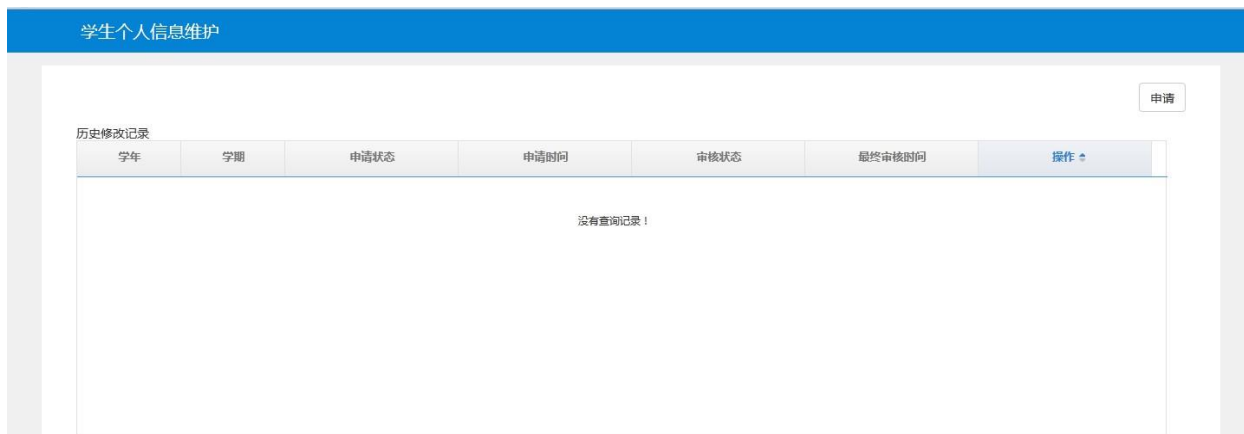 学生个人信息维护
申请
历史修改记录
学年 学期 申请状态 申请时间 审核状态 最终审核时间 操作
没有查询记录！